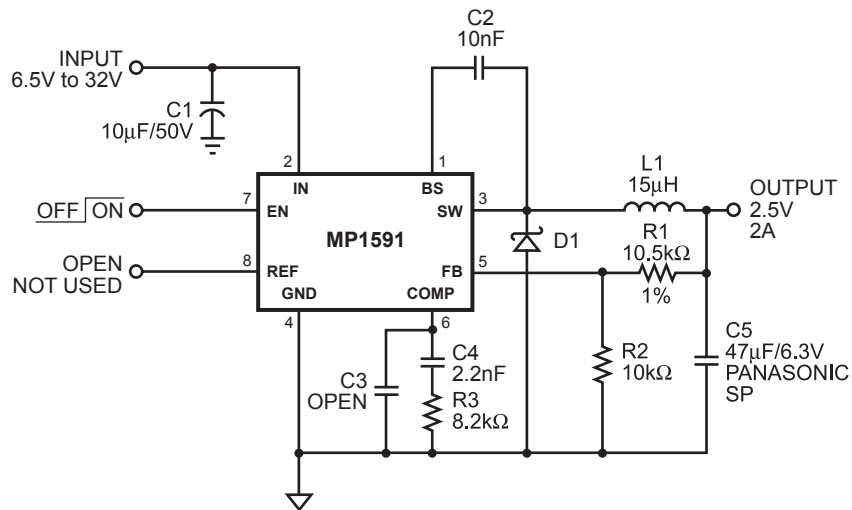 C2
10nF
INPUT
6.5V to 32V
C1
10µF/50V
2
1
IN
BS
L1
15µH
7
3
OUTPUT
2.5V
2A
OFF ON
EN
SW
D1
MP1591
R1
10.5kΩ
1%
OPEN
NOT USED
8
REF
FB
5
GND
COMP
4
6
C3
OPEN
C4
2.2nF
R3
8.2kΩ
R2
10kΩ
C5
47µF/6.3V
PANASONIC
SP